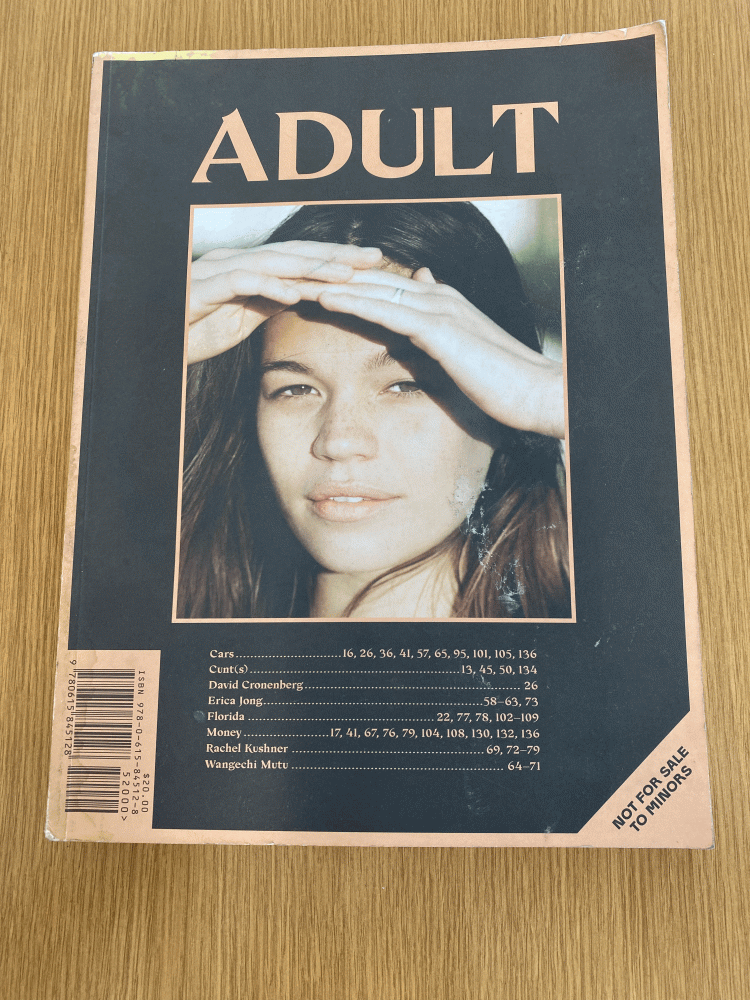 ADULT
Cars..........................16, 26, 36, 41, 57, 65, 95, 101, 105, 136
Cunt(s)....................................................13, 45, 50, 134
David Cronenberg..................................................... 26
Erica Jong.....................................................58–63, 73
Florida ............................................. 22, 77, 78, 102–109
Money....................17, 41, 67, 76, 79, 104, 108, 130, 132, 136
Rachel Kushner ............................................... 69, 72–79
Wangechi Mutu .................................................... 64–71
ISBN 978-0-615-84512-8
$20.00
52000>
9 780615 845128
NOT FOR SALE
TO MINORS